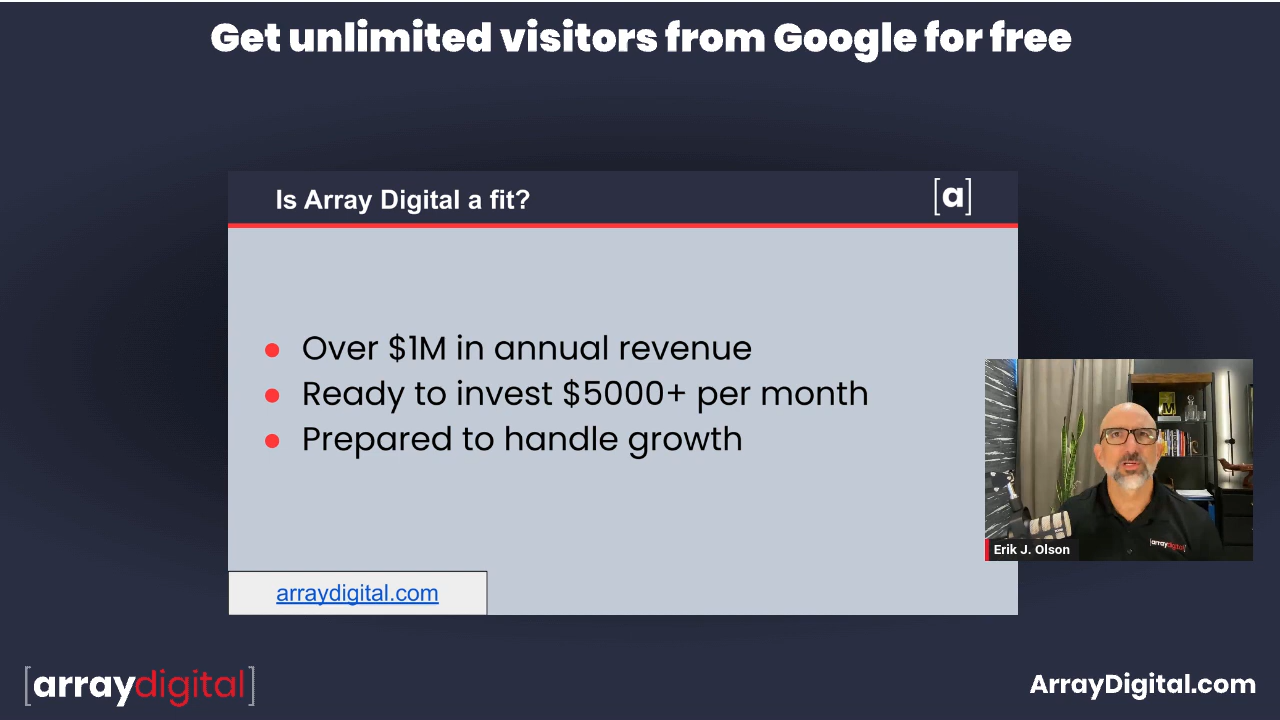 Get unlimited visitors from Google for free
Is Array Digital a fit?
[a]
Over $1M in annual revenue
Ready to invest $5000+ per month
Prepared to handle growth
arraydigital.com
[arraydigital]
Erik J. Olson
[arraydigital]
ArrayDigital.com